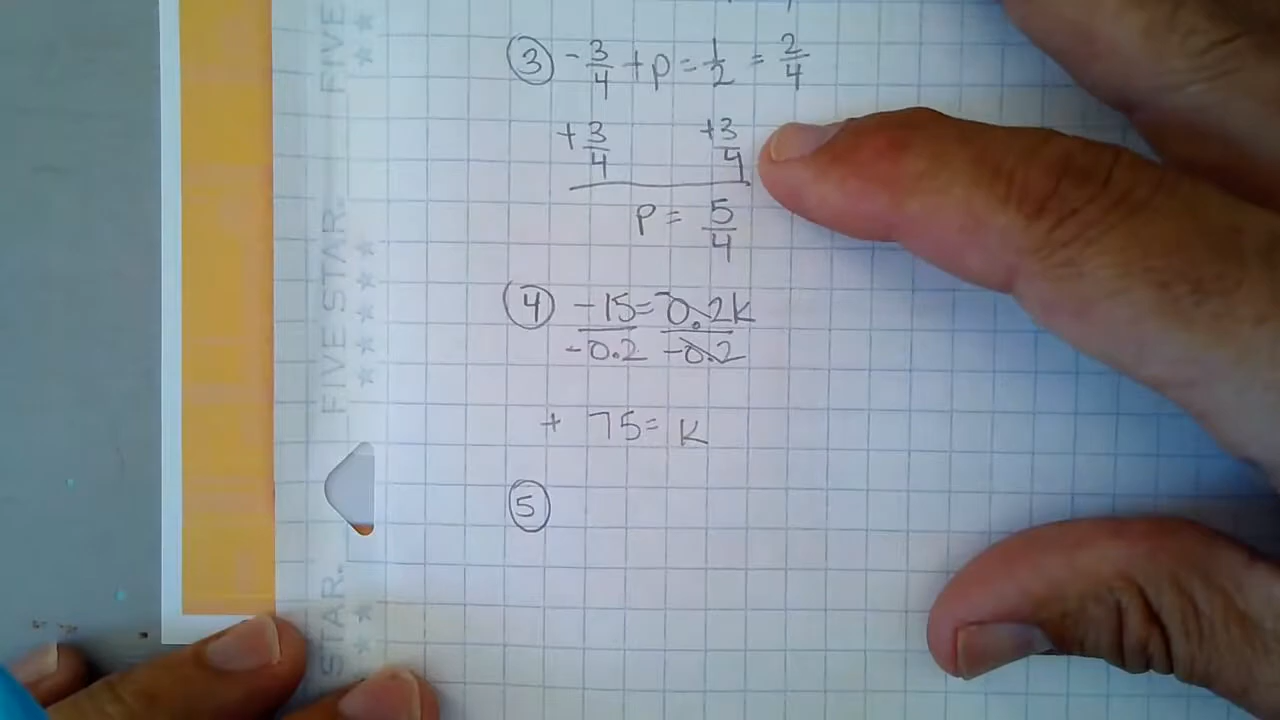 ③ -3/4 + p = 1/2 = 2/4
+3/4 +3/4
p = 5/4
④ -15 = -0.2k
-0.2 -0.2
+ 75 = k
⑤
FIVE
FIVE STAR.
STAR.